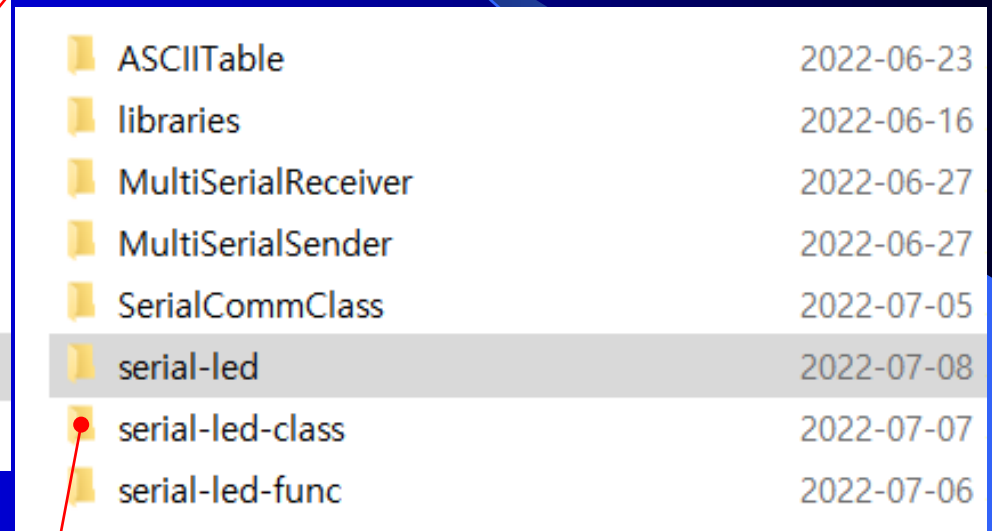 ASCIITable 2022-06-23
libraries 2022-06-16
MultiSerialReceiver 2022-06-27
MultiSerialSender 2022-06-27
SerialCommClass 2022-07-05
serial-led 2022-07-08
serial-led-class 2022-07-07
serial-led-func 2022-07-06